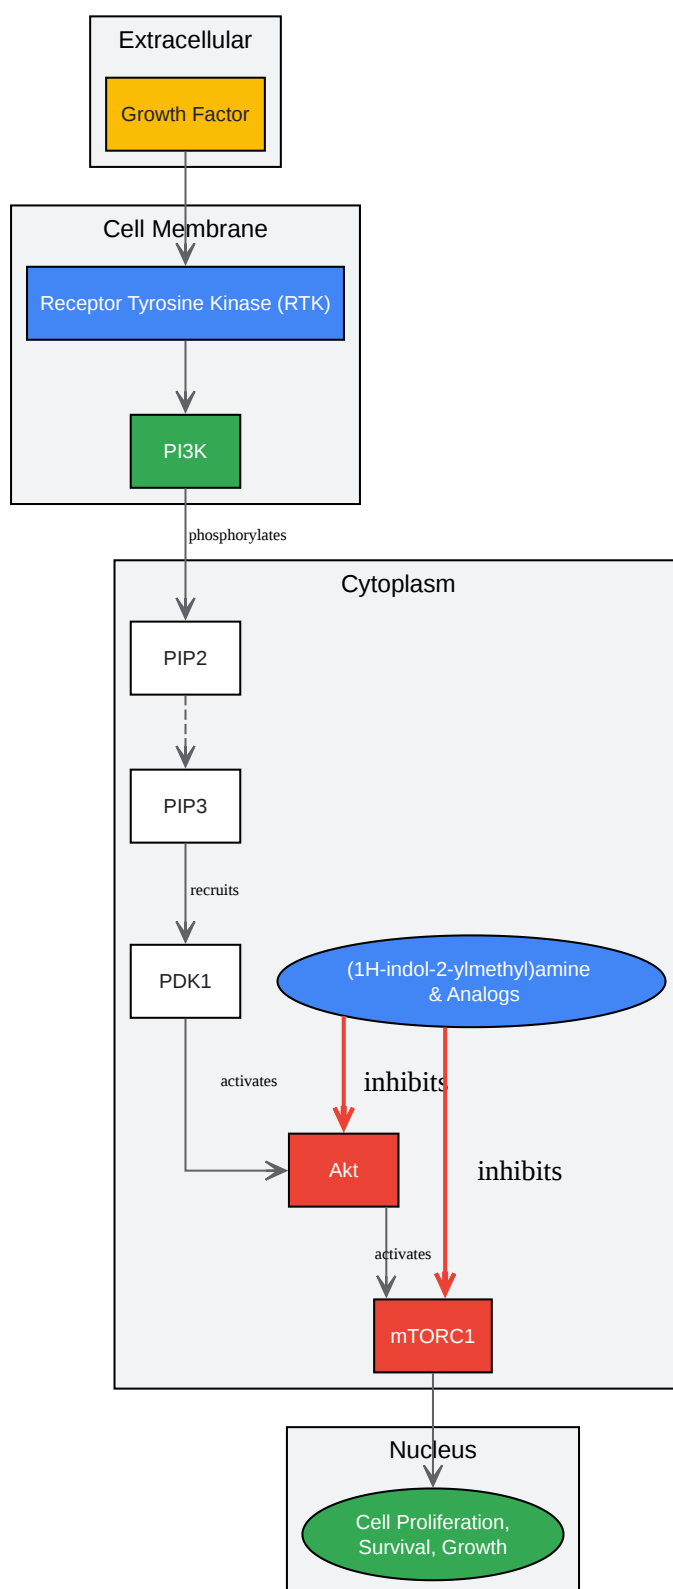 Extracellular
Growth Factor
Cell Membrane
Receptor Tyrosine Kinase (RTK)
PI3K
phosphorylates
Cytoplasm
PIP2
PIP3
recruits
PDK1
(1H-indol-2-ylmethyl)amine
& Analogs
activates
inhibits
Akt
inhibits
activates
mTORC1
Nucleus
Cell Proliferation,
Survival, Growth